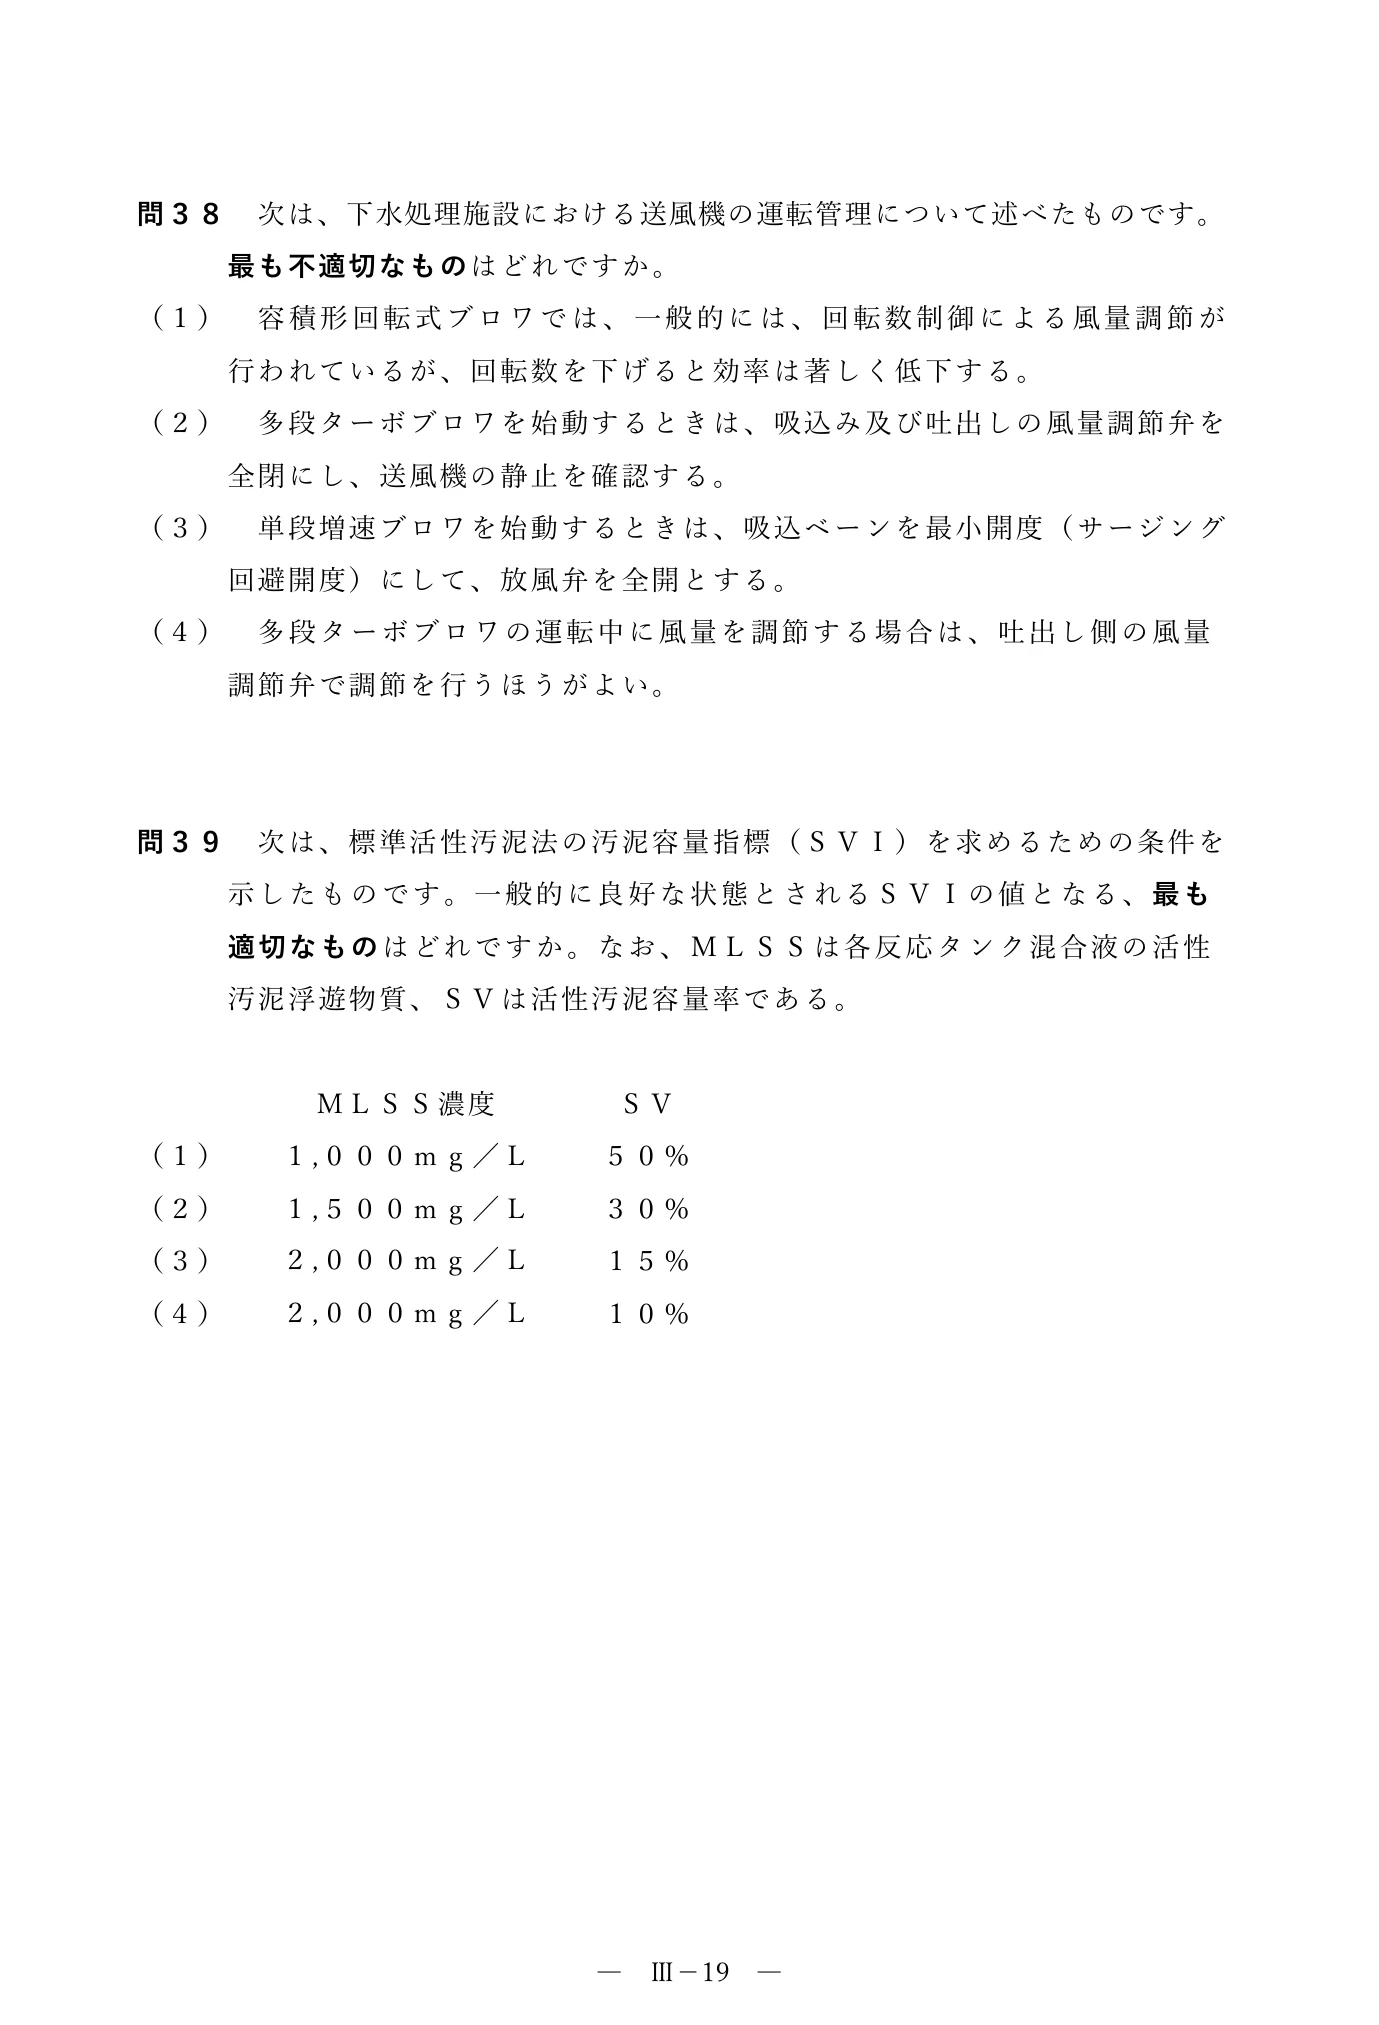 問３８　次は、下水処理施設における送風機の運転管理について述べたものです。
最も不適切なものはどれですか。
（１）　容積形回転式ブロワでは、一般的には、回転数制御による風量調節が
行われているが、回転数を下げると効率は著しく低下する。
（２）　多段ターボブロワを始動するときは、吸込み及び吐出しの風量調節弁を
全閉にし、送風機の静止を確認する。
（３）　単段増速ブロワを始動するときは、吸込ベーンを最小開度（サージング
回避開度）にして、放風弁を全開とする。
（４）　多段ターボブロワの運転中に風量を調節する場合は、吐出し側の風量
調節弁で調節を行うほうがよい。
問３９　次は、標準活性汚泥法の汚泥容量指標（ＳＶＩ）を求めるための条件を
示したものです。一般的に良好な状態とされるＳＶＩの値となる、最も
適切なものはどれですか。なお、ＭＬＳＳは各反応タンク混合液の活性
汚泥浮遊物質、ＳＶは活性汚泥容量率である。
ＭＬＳＳ濃度　ＳＶ
（１）　１,０００ｍｇ／Ｌ　５０％
（２）　１,５００ｍｇ／Ｌ　３０％
（３）　２,０００ｍｇ／Ｌ　１５％
（４）　２,０００ｍｇ／Ｌ　１０％
―　Ⅲ－19　―